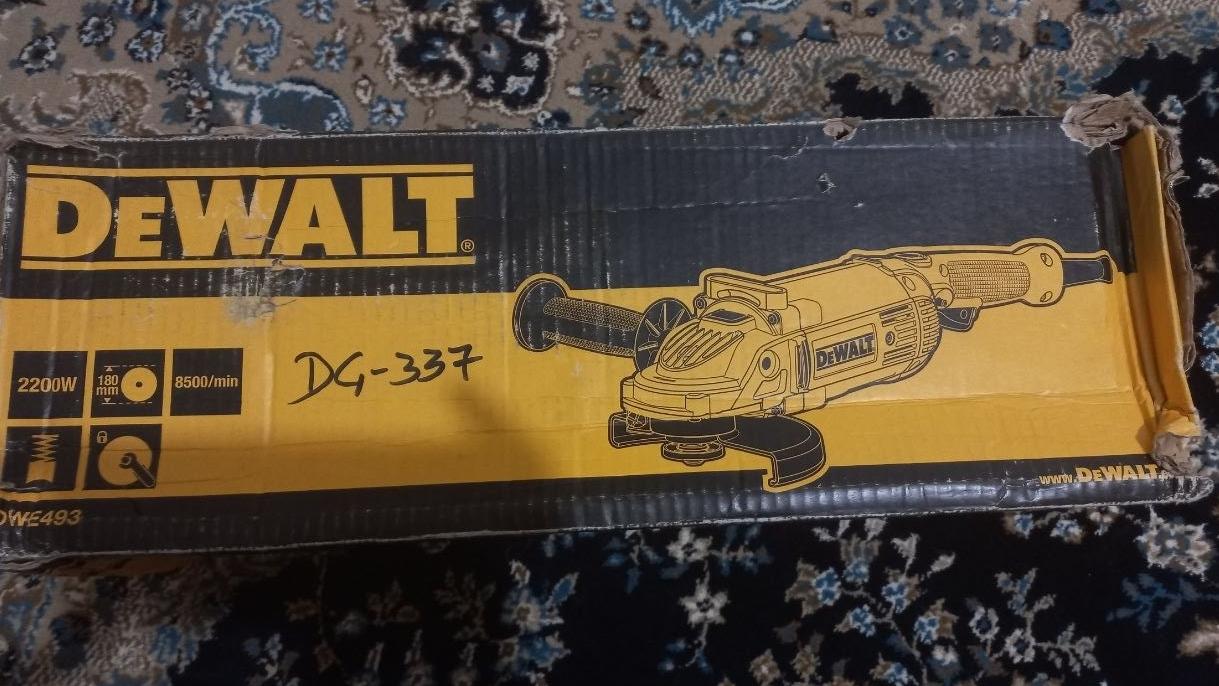 DEWALT®
2200W
180 mm
8500/min
DG-337
DEWALT
www.DEWALT.
DWE493